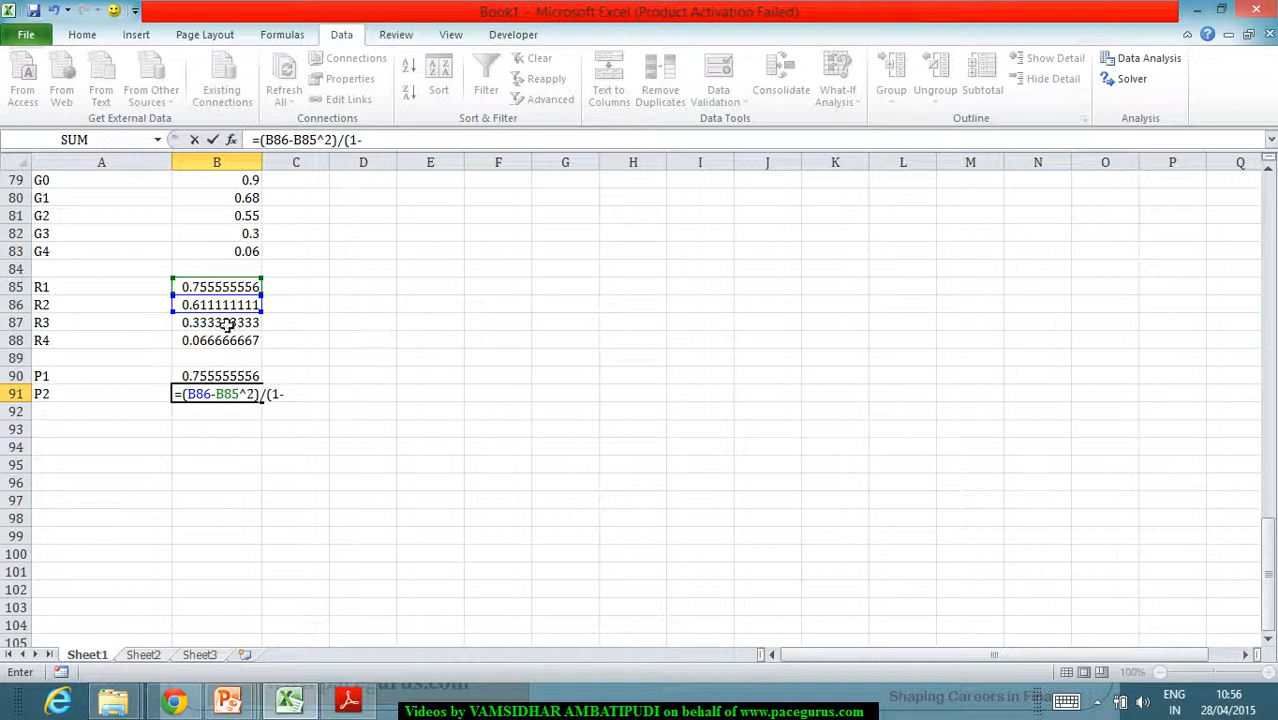 Book1 - Microsoft Excel (Product Activation Failed)
File Home Insert Page Layout Formulas Data Review View Developer
From Access
From Web
From Text
From Other Sources
Existing Connections
Get External Data
Refresh All
Connections
Properties
Edit Links
Connections
Sort
Filter
Clear
Reapply
Advanced
Sort & Filter
Text to Columns
Remove Duplicates
Data Validation
Consolidate
What-If Analysis
Data Tools
Group
Ungroup
Subtotal
Show Detail
Hide Detail
Outline
Data Analysis
Solver
Analysis
SUM =(B86-B85^2)/(1-
A B C D E F G H I J K L M N O P Q
79 G0 0.9
80 G1 0.68
81 G2 0.55
82 G3 0.3
83 G4 0.06
84
85 R1 0.755555556
86 R2 0.611111111
87 R3 0.333333333
88 R4 0.066666667
89
90 P1 0.755555556
91 P2 =(B86-B85^2)/(1-
92
93
94
95
96
97
98
99
100
101
102
103
104
105
Sheet1 Sheet2 Sheet3
Enter 100%
pacegurus.com
Shaping Careers in Fin
ENG 10:56
IN 28/04/2015
Videos by VAMSIDHAR AMBATIPUDI on behalf of www.pacegurus.com